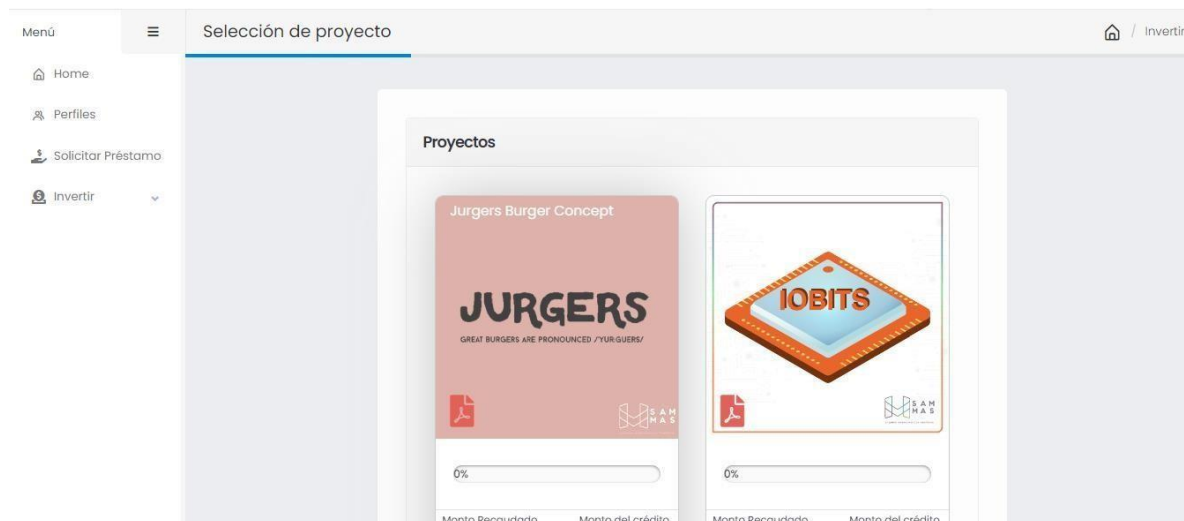 Menú
Selección de proyecto
/ Invertir
Home
Perfiles
Solicitar Préstamo
Invertir
Proyectos
Jurgers Burger Concept
JURGERS
GREAT BURGERS ARE PRONOUNCED /YUR·GUERS/
SAM
MAS
IOBITS
SAM
MAS
0%
0%
Monto Recaudado Monto del crédito
Monto Recaudado Monto del crédito